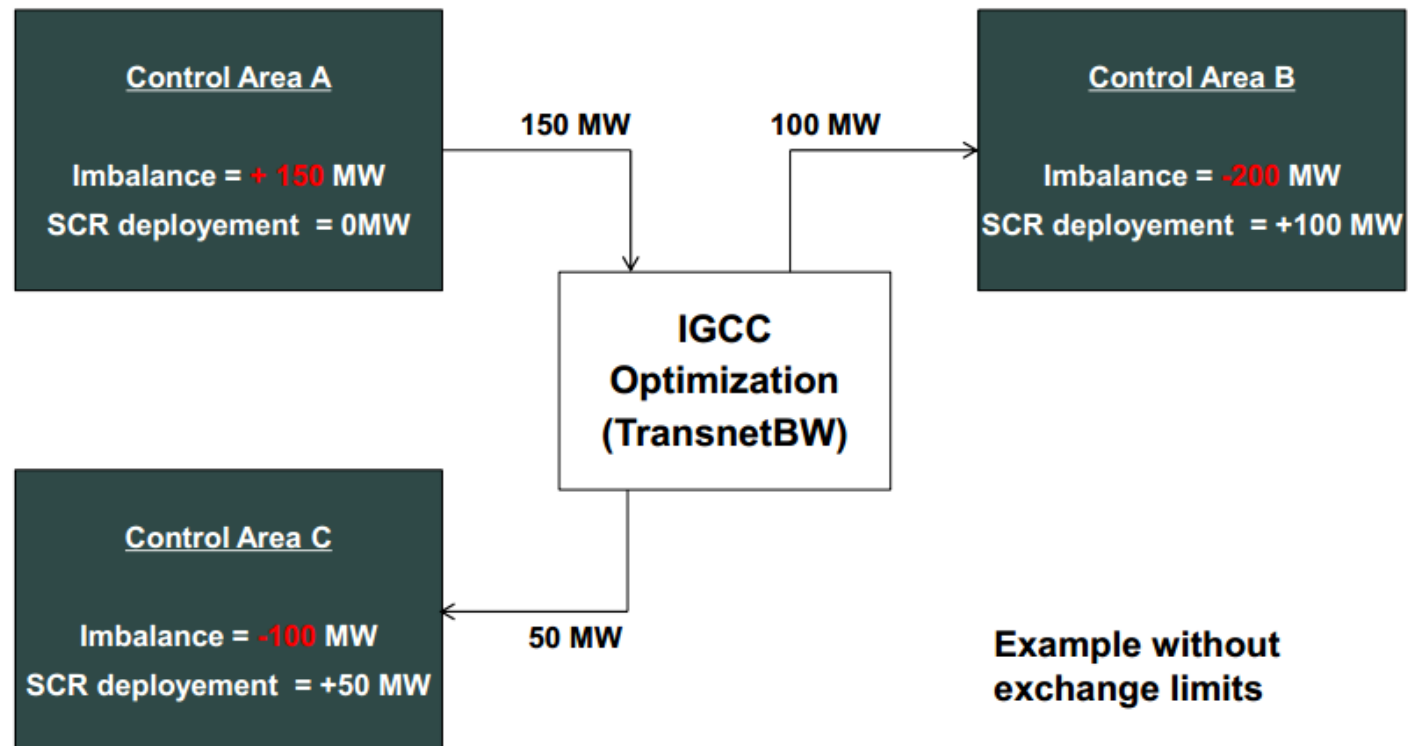 Control Area A
Imbalance = + 150 MW
SCR deployement = 0MW
150 MW
100 MW
Control Area B
Imbalance = -200 MW
SCR deployement = +100 MW
IGCC
Optimization
(TransnetBW)
Control Area C
Imbalance = -100 MW
SCR deployement = +50 MW
50 MW
Example without
exchange limits